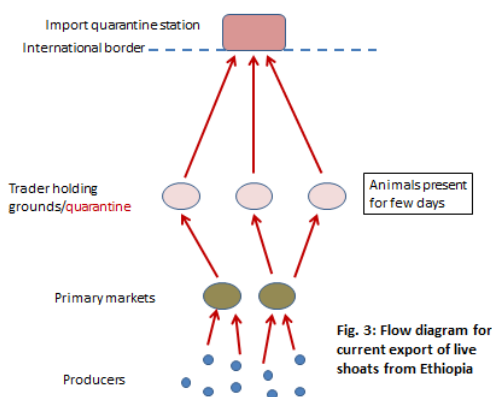 Import quarantine station
International border
Trader holding
grounds/quarantine
Animals present
for few days
Primary markets
Fig. 3: Flow diagram for
current export of live
shoats from Ethiopia
Producers